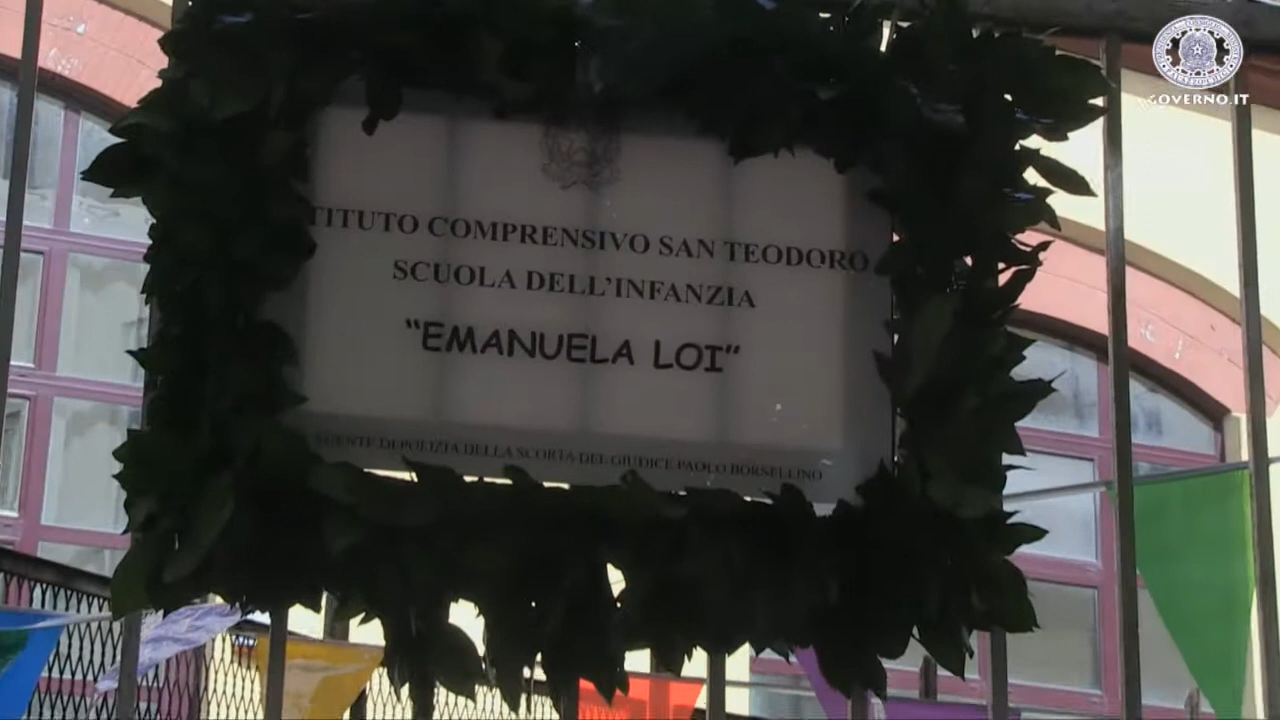 GOVERNO.IT
TITUTO COMPRENSIVO SAN TEODORO
SCUOLA DELL'INFANZIA
"EMANUELA LOI"
AGENTE DI POLIZIA DELLA SCORTA DEL GIUDICE PAOLO BORSELLINO